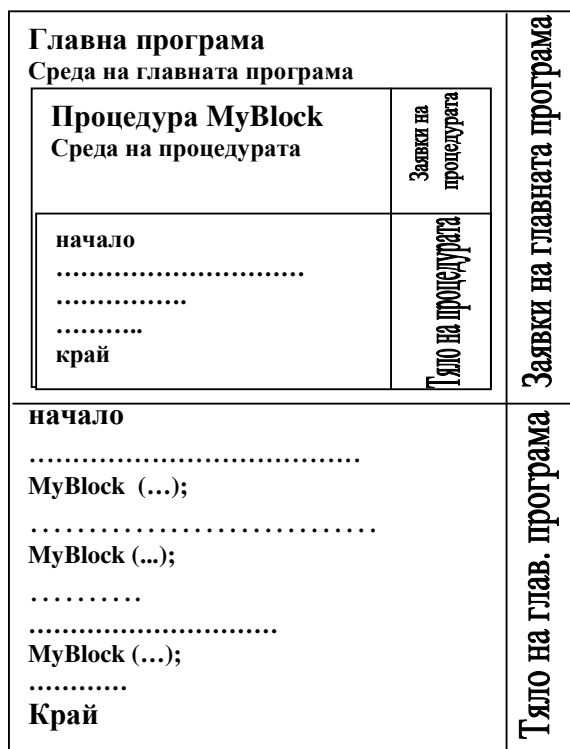 Главна програма
Среда на главната програма
Процедура MyBlock
Среда на процедурата
Заявки на
процедурата
начало
…………………………
…………….
………..
край
Тяло на процедурата
Заявки на главната програма
начало
………………………………….
MyBlock (…);
. . . . . . . . . . . . . . . . . . . . . . . . . . . . . .
MyBlock (...);
. . . . . . . . . .
…………………………
MyBlock (…);
…………
Край
Тяло на глав. програма